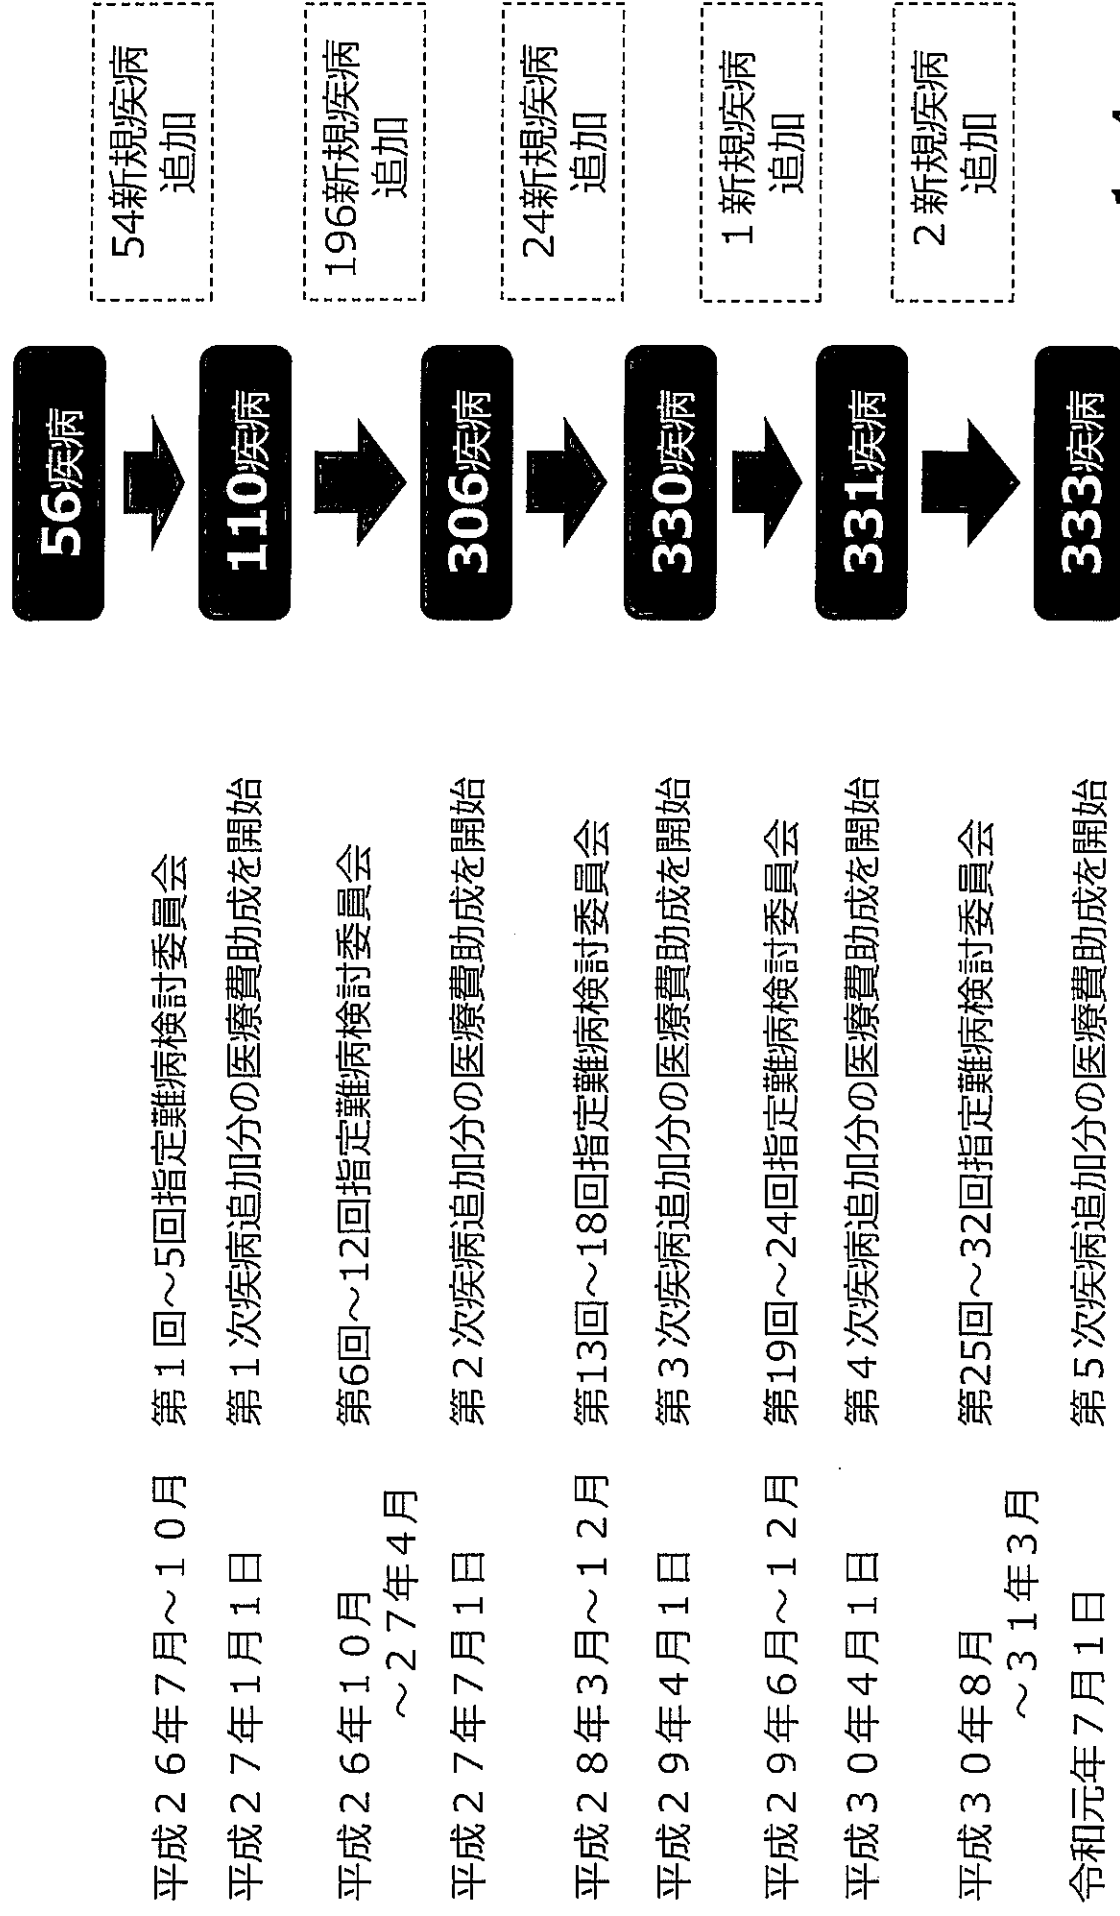 56疾病
平成２６年7月～１０月 第１回～5回指定難病検討委員会
54新規疾病
追加
平成２７年１月１日 第１次疾病追加分の医療費助成を開始
110疾病
平成２６年１０月
～２７年４月
第6回～12回指定難病検討委員会
196新規疾病
追加
平成２７年７月１日 第２次疾病追加分の医療費助成を開始
306疾病
平成２８年3月～１２月 第13回～18回指定難病検討委員会
24新規疾病
追加
平成２９年４月１日 第３次疾病追加分の医療費助成を開始
330疾病
平成２９年６月～１２月 第19回～24回指定難病検討委員会
１新規疾病
追加
平成３０年４月１日 第４次疾病追加分の医療費助成を開始
331疾病
平成３０年８月
～３１年３月
第25回～32回指定難病検討委員会
２新規疾病
追加
令和元年７月１日 第５次疾病追加分の医療費助成を開始
333疾病